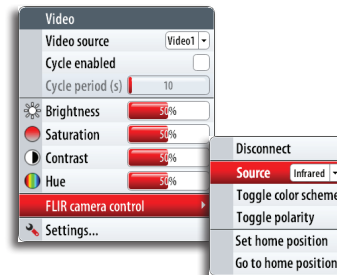 Video
Video source Video1
Cycle enabled
Cycle period (s) 10
Brightness 50%
Saturation 50%
Contrast 50%
Hue 50%
FLIR camera control
Settings...
Disconnect
Source Infrared
Toggle color scheme
Toggle polarity
Set home position
Go to home position